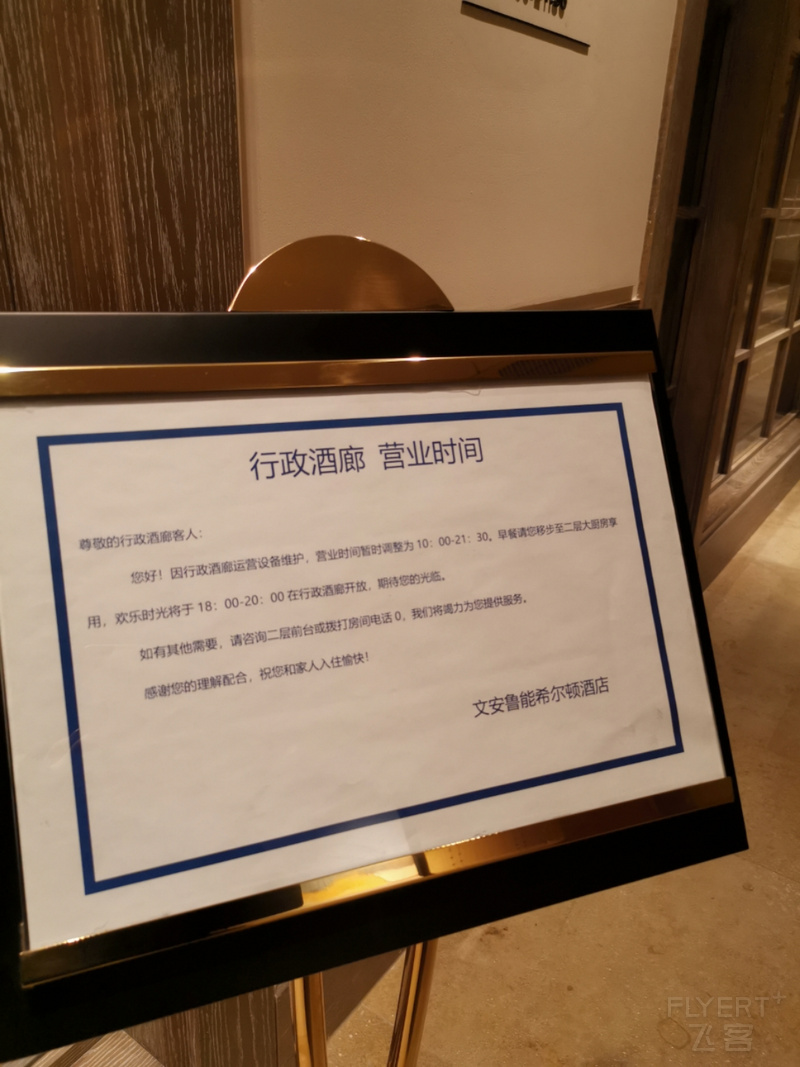 行政酒廊 营业时间
尊敬的行政酒廊客人：
您好！因行政酒廊运营设备维护，营业时间暂时调整为 10：00-21：30。早餐请您移步至二层大厨房享
用，欢乐时光将于 18：00-20：00 在行政酒廊开放，期待您的光临。
如有其他需要，请咨询二层前台或拨打房间电话 0，我们将竭力为您提供服务。
感谢您的理解配合，祝您和家人入住愉快！
文安鲁能希尔顿酒店
FLYERT+
飞客